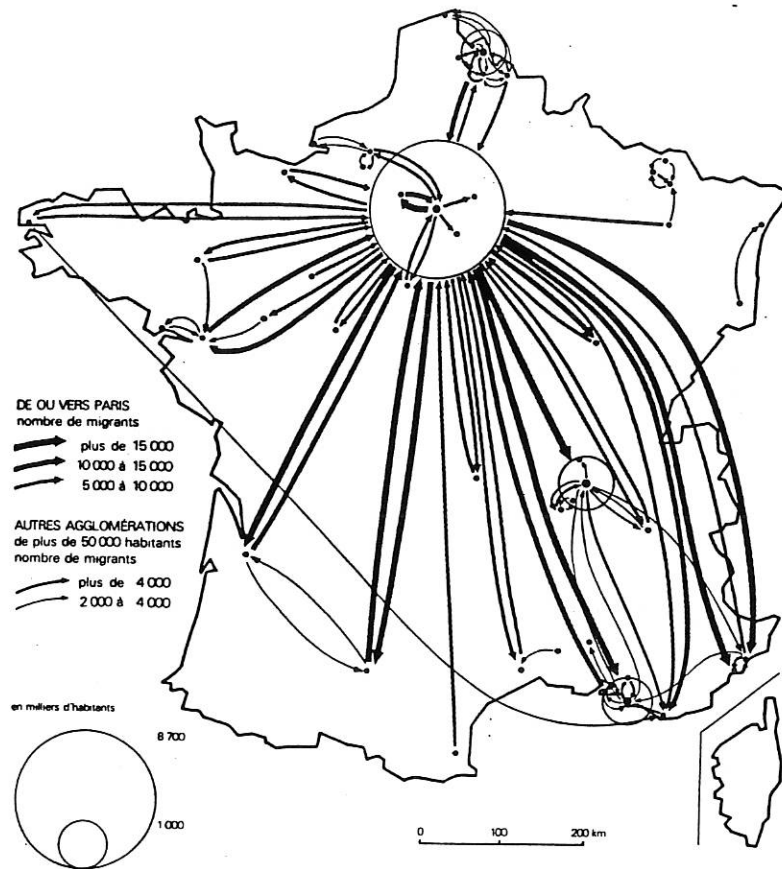 DE OU VERS PARIS
nombre de migrants
plus de 15 000
10 000 à 15 000
5 000 à 10 000
AUTRES AGGLOMÉRATIONS
de plus de 50 000 habitants
nombre de migrants
plus de 4 000
2 000 à 4 000
en milliers d'habitants
8 700
1 000
0 100 200 km